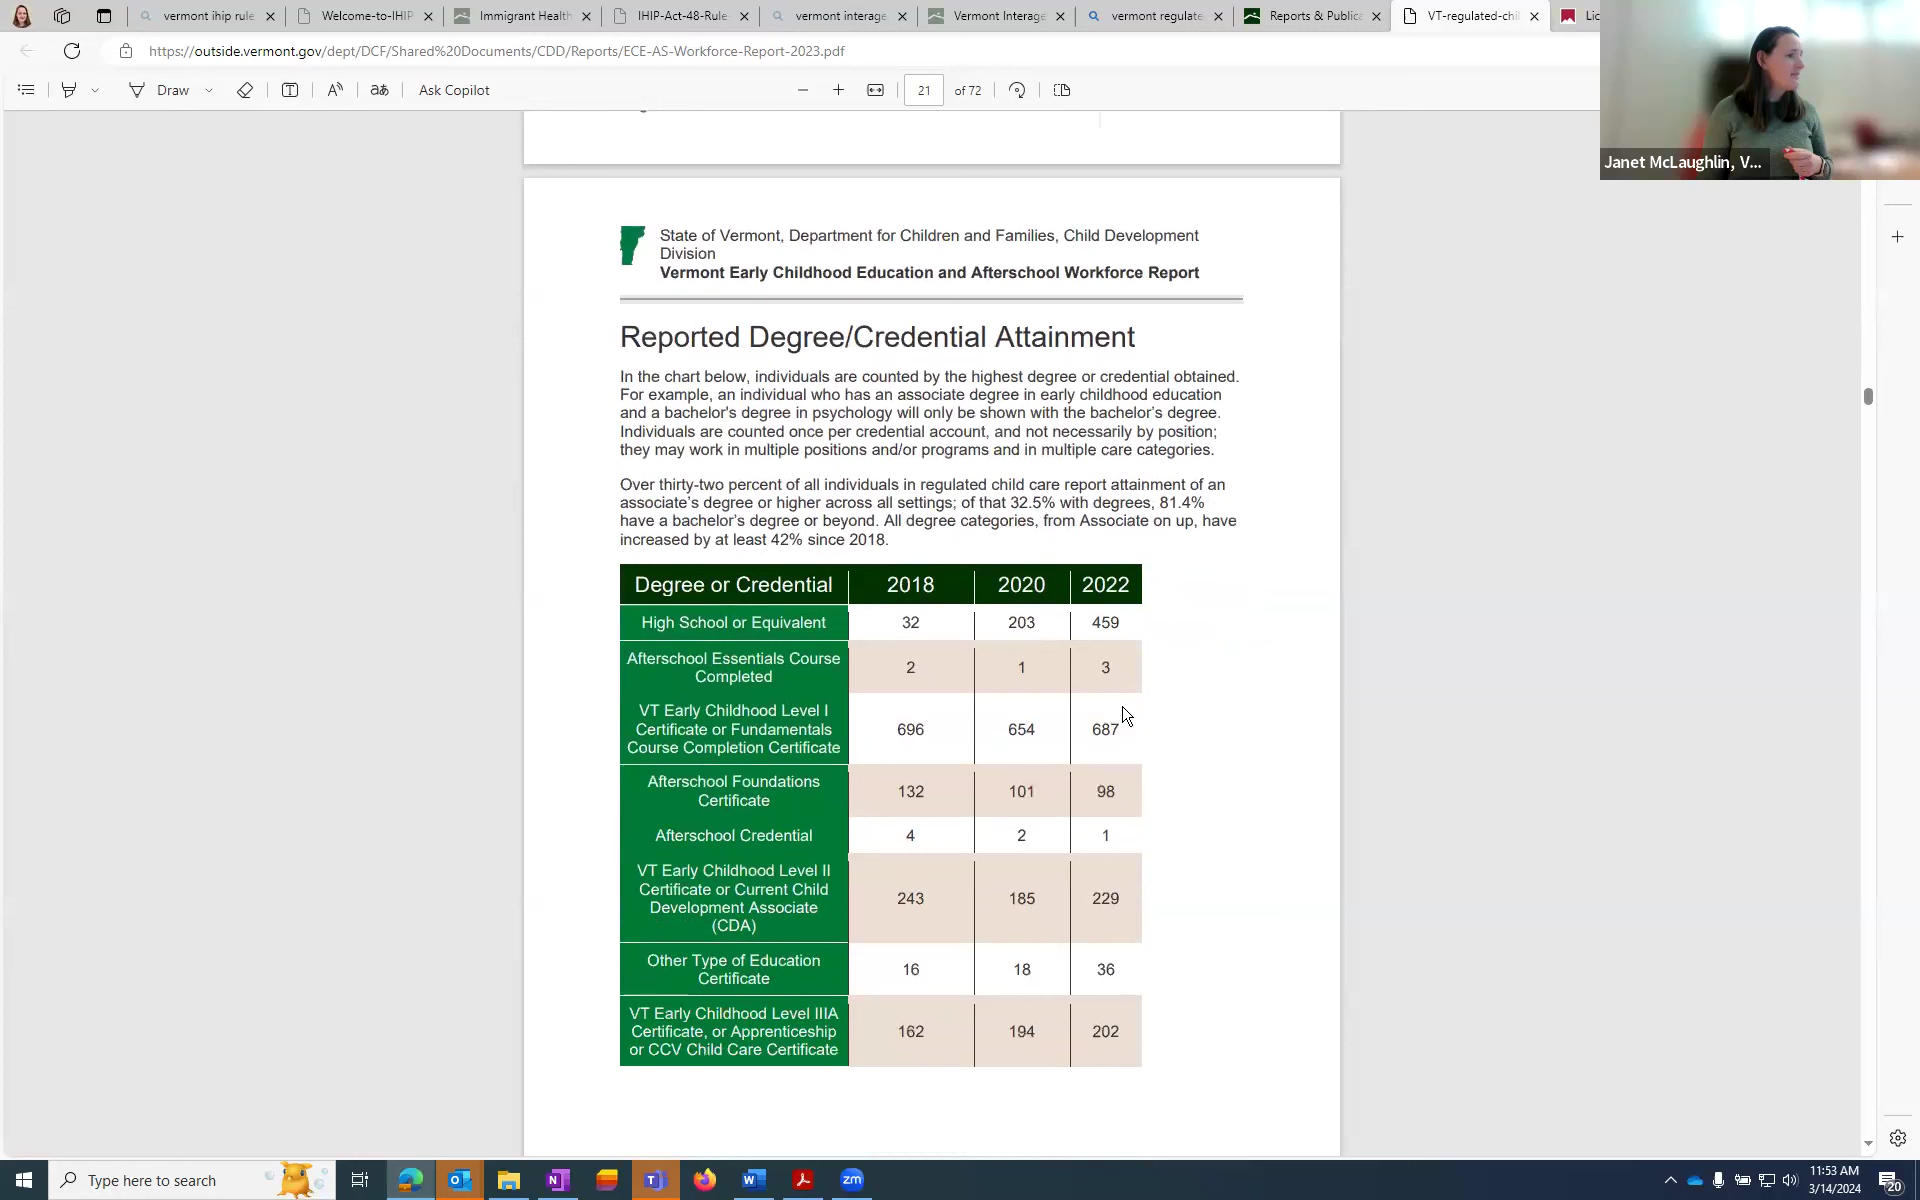 vermont ihip rule
Welcome-to-IHIP
Immigrant Health
IHIP-Act-48-Rule-
vermont interage
Vermont Interage
vermont regulate
Reports & Publica
VT-regulated-chi
Lic
https://outside.vermont.gov/dept/DCF/Shared%20Documents/CDD/Reports/ECE-AS-Workforce-Report-2023.pdf
Draw
Ask Copilot
21
of 72
Janet McLaughlin, V...
State of Vermont, Department for Children and Families, Child Development
Division
Vermont Early Childhood Education and Afterschool Workforce Report
Reported Degree/Credential Attainment
In the chart below, individuals are counted by the highest degree or credential obtained.
For example, an individual who has an associate degree in early childhood education
and a bachelor's degree in psychology will only be shown with the bachelor's degree.
Individuals are counted once per credential account, and not necessarily by position;
they may work in multiple positions and/or programs and in multiple care categories.
Over thirty-two percent of all individuals in regulated child care report attainment of an
associate's degree or higher across all settings; of that 32.5% with degrees, 81.4%
have a bachelor's degree or beyond. All degree categories, from Associate on up, have
increased by at least 42% since 2018.
Degree or Credential 2018 2020 2022
High School or Equivalent 32 203 459
Afterschool Essentials Course
Completed 2 1 3
VT Early Childhood Level I
Certificate or Fundamentals 696 654 687
Course Completion Certificate
Afterschool Foundations
Certificate 132 101 98
Afterschool Credential 4 2 1
VT Early Childhood Level II
Certificate or Current Child 243 185 229
Development Associate
(CDA)
Other Type of Education
Certificate 16 18 36
VT Early Childhood Level IIIA
Certificate, or Apprenticeship 162 194 202
or CCV Child Care Certificate
Type here to search
11:53 AM
3/14/2024
20